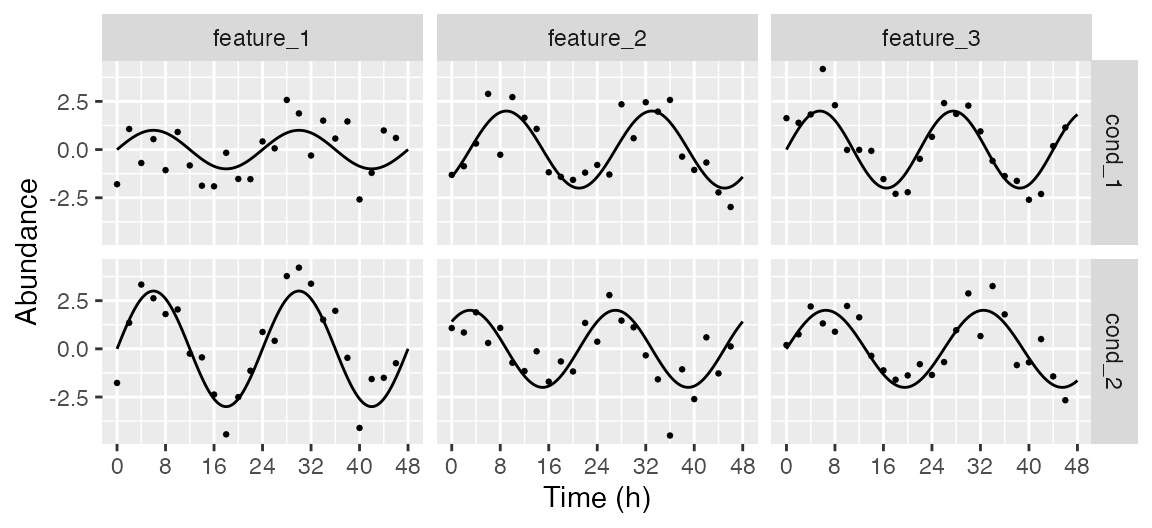 feature_1 feature_2 feature_3
2.5
0.0
-2.5
cond_1
Abundance
2.5
0.0
-2.5
cond_2
0 8 16 24 32 40 48 0 8 16 24 32 40 48 0 8 16 24 32 40 48
Time (h)